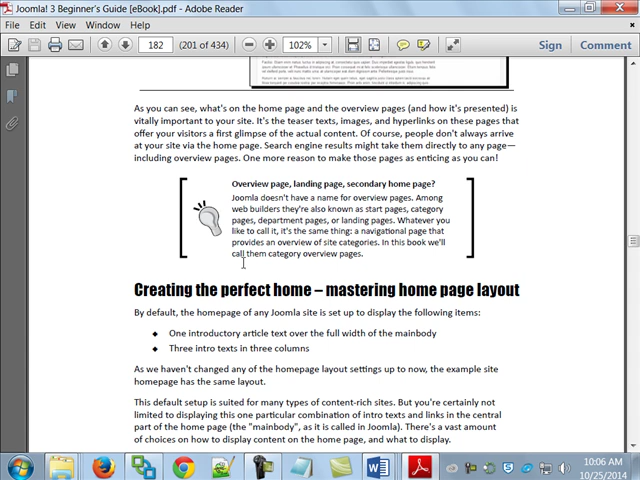 Joomla! 3 Beginner's Guide [eBook].pdf - Adobe Reader
File Edit View Window Help
182 (201 of 434) 102% Sign Comment
As you can see, what's on the home page and the overview pages (and how it's presented) is
vitally important to your site. It's the teaser texts, images, and hyperlinks on these pages that
offer your visitors a first glimpse of the actual content. Of course, people don't always arrive
at your site via the home page. Search engine results might take them directly to any page—
including overview pages. One more reason to make those pages as enticing as you can!
Overview page, landing page, secondary home page?
Joomla doesn't have a name for overview pages. Among
web builders they're also known as start pages, category
pages, department pages, or landing pages. Whatever you
like to call it, it's the same thing: a navigational page that
provides an overview of site categories. In this book we'll
call them category overview pages.
Creating the perfect home – mastering home page layout
By default, the homepage of any Joomla site is set up to display the following items:
One introductory article text over the full width of the mainbody
Three intro texts in three columns
As we haven't changed any of the homepage layout settings up to now, the example site
homepage has the same layout.
This default setup is suited for many types of content-rich sites. But you're certainly not
limited to displaying this one particular combination of intro texts and links in the central
part of the home page (the "mainbody", as it is called in Joomla). There's a vast amount
of choices on how to display content on the home page, and what to display.
10:06 AM
10/25/2014